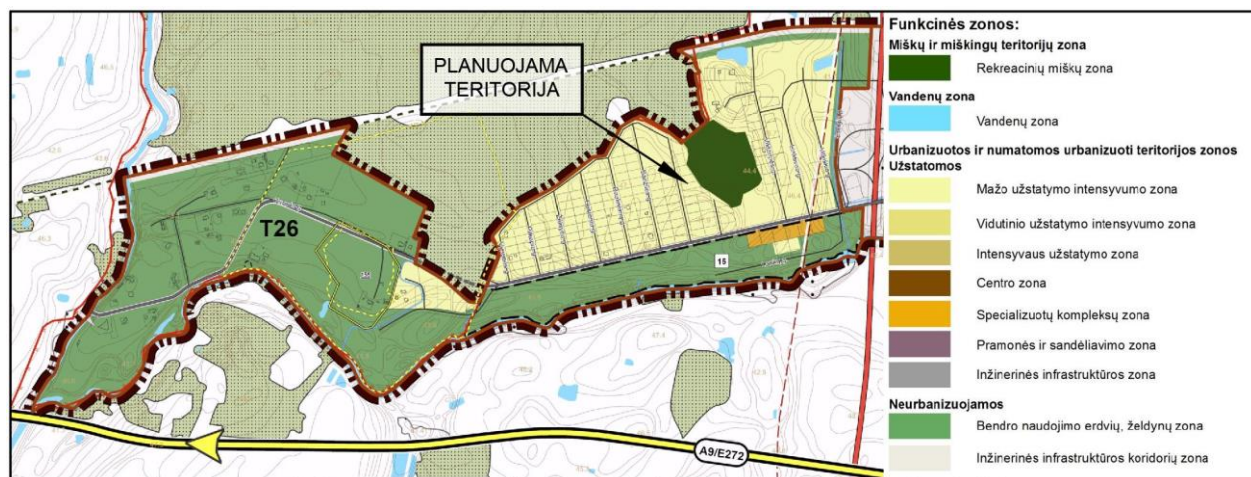 PLANUOJAMA
TERITORIJA
T26
15
A9/E272
44.4
Funkcinės zonos:
Miškų ir miškingų teritorijų zona
Rekreacinių miškų zona
Vandenų zona
Vandenų zona
Urbanizuotos ir numatomos urbanizuoti teritorijos zonos
Užstatomos
Mažo užstatymo intensyvumo zona
Vidutinio užstatymo intensyvumo zona
Intensyvaus užstatymo zona
Centro zona
Specializuotų kompleksų zona
Pramonės ir sandėliavimo zona
Inžinerinės infrastruktūros zona
Neurbanizuojamos
Bendro naudojimo erdvių, želdynų zona
Inžinerinės infrastruktūros koridorių zona